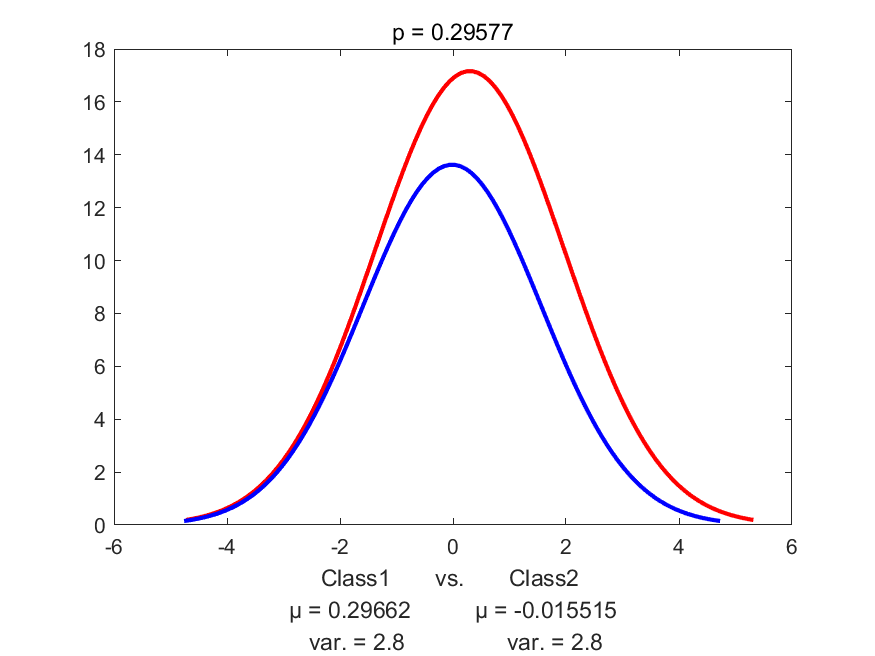 p = 0.29577
18
16
14
12
10
8
6
4
2
0
-6 -4 -2 0 2 4 6
Class1 vs. Class2
μ = 0.29662 μ = -0.015515
var. = 2.8 var. = 2.8